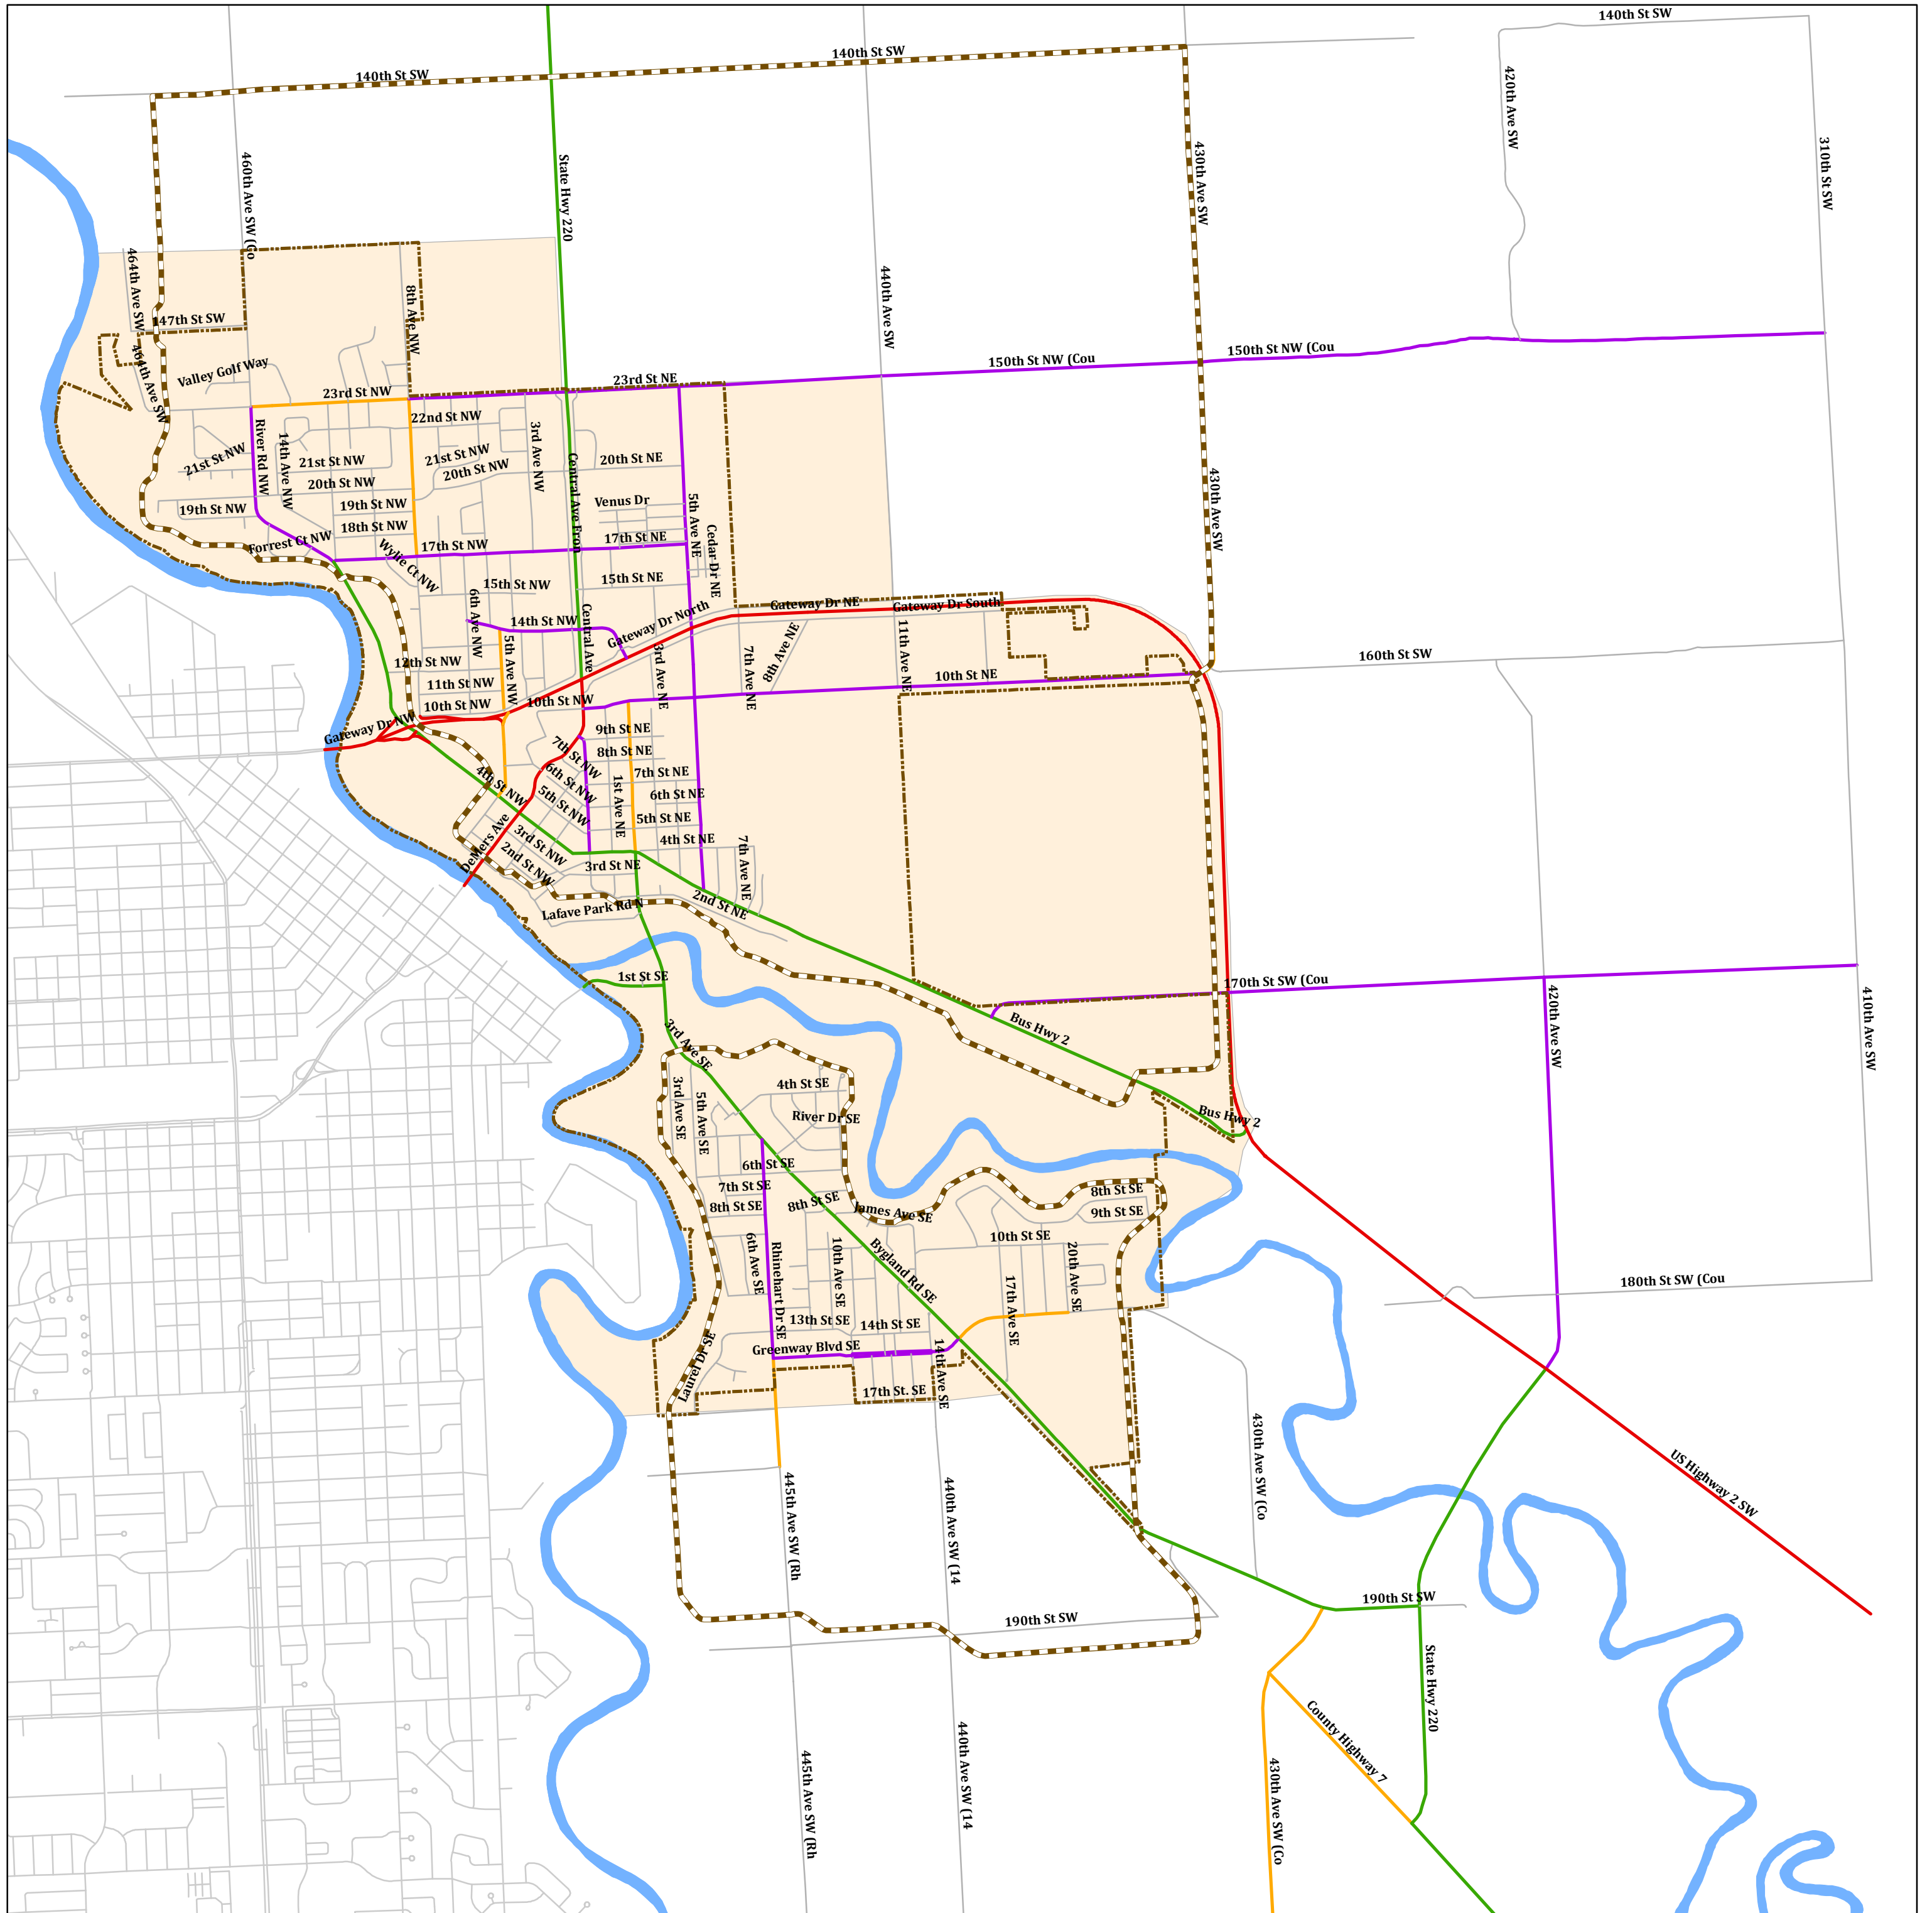 140th St SW
140th St SW
140th St SW
420th Ave SW
310th St SW
460th Ave SW (Co
State Hwy 220
430th Ave SW
464th Ave SW
440th Ave SW
147th St SW
8th Ave NW
464th Ave SW
Valley Golf Way
150th St NW (Cou
150th St NW (Cou
23rd St NE
23rd St NW
22nd St NW
River Rd NW
14th Ave NW
3rd Ave NW
21st St NW
21st St NW
21st St NW
20th St NW
20th St NE
20th St NW
Central Ave Fron
430th Ave SW
19th St NW
19th St NW
Venus Dr
5th Ave NE
Cedar Dr NE
18th St NW
Forrest Ct NW
Wylie Ct NW
17th St NW
17th St NE
15th St NW
15th St NE
6th Ave NW
14th St NW
Central Ave
Gateway Dr North
Gateway Dr NE
Gateway Dr South
5th Ave NW
3rd Ave NE
7th Ave NE
8th Ave NE
11th Ave NE
12th St NW
11th St NW
10th St NW
10th St NW
10th St NE
160th St SW
Gateway Dr NW
9th St NE
8th St NE
7th St NW
7th St NE
6th St NW
6th St NE
5th St NW
5th St NE
4th St NW
4th St NE
1st Ave NE
3rd St NW
3rd St NE
2nd St NW
2nd St NE
7th Ave NE
DeMers Ave
Lafave Park Rd N
1st St SE
170th St SW (Cou
420th Ave SW
410th Ave SW
Bus Hwy 2
Bus Hwy 2
3rd Ave SE
3rd Ave SE
5th Ave SE
4th St SE
River Dr SE
6th St SE
7th St SE
8th St SE
8th St SE
8th St SE
9th St SE
James Ave SE
10th St SE
6th Ave SE
Rhinehart Dr SE
10th Ave SE
Bygland Rd SE
17th Ave SE
20th Ave SE
180th St SW (Cou
13th St SE
14th St SE
Greenway Blvd SE
14th Ave SE
Laurel Dr SE
17th St. SE
430th Ave SW (Co
US Highway 2 SW
445th Ave SW (Rh
440th Ave SW (14
190th St SW
190th St SW
State Hwy 220
County Highway 7
445th Ave SW (Rh
440th Ave SW (14
430th Ave SW (Co